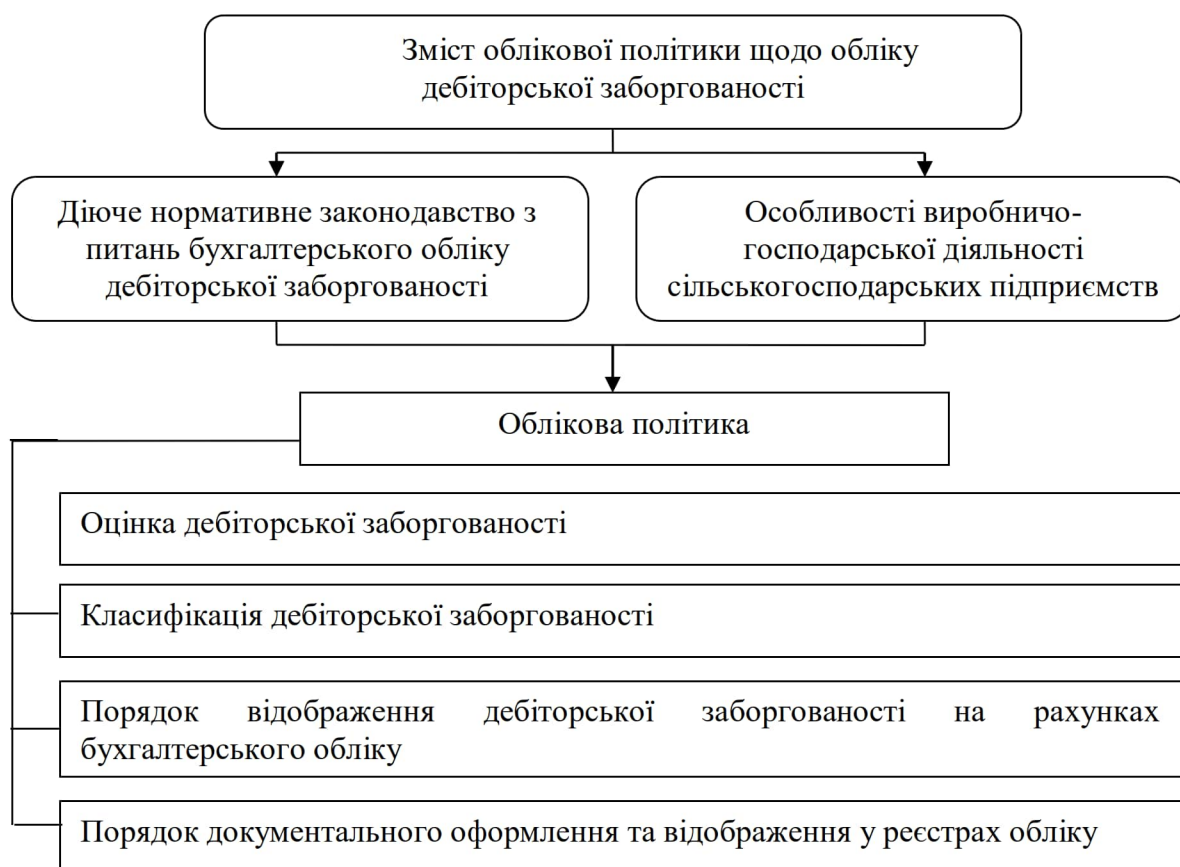 Зміст облікової політики щодо обліку
дебіторської заборгованості
Діюче нормативне законодавство з
питань бухгалтерського обліку
дебіторської заборгованості
Особливості виробничо-
господарської діяльності
сільськогосподарських підприємств
Облікова політика
Оцінка дебіторської заборгованості
Класифікація дебіторської заборгованості
Порядок відображення дебіторської заборгованості на рахунках
бухгалтерського обліку
Порядок документального оформлення та відображення у реєстрах обліку